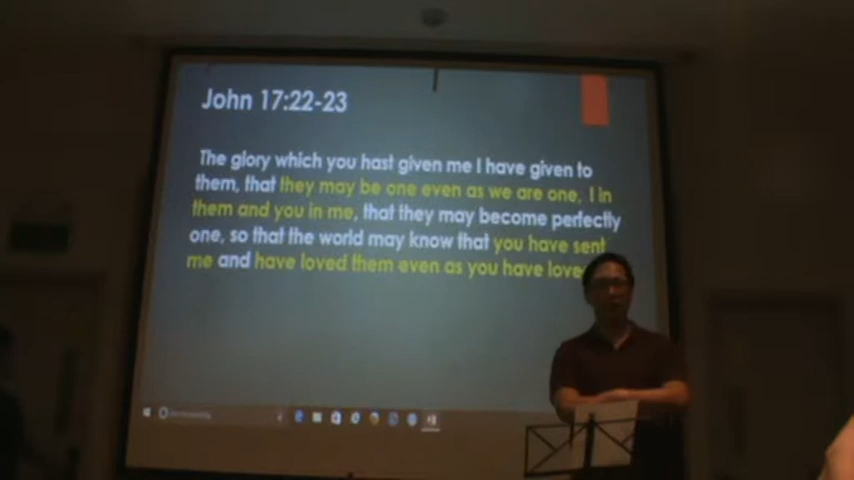 John 17:22-23
The glory which you hast given me I have given to
them, that they may be one even as we are one, I in
them and you in me, that they may become perfectly
one, so that the world may know that you have sent
me and have loved them even as you have